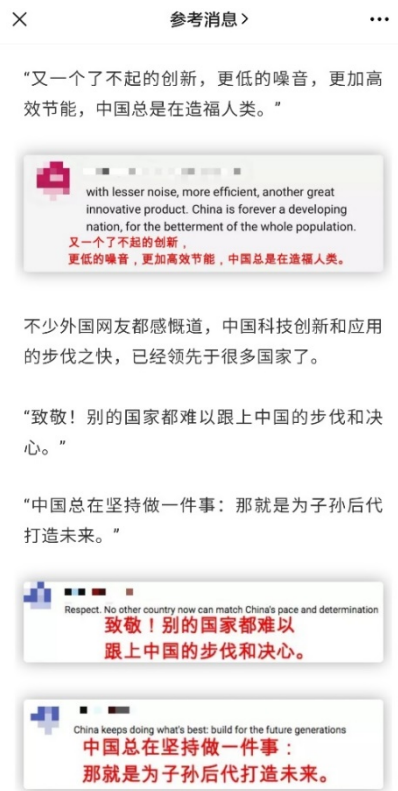 参考消息>
“又一个了不起的创新，更低的噪音，更加高
效节能，中国总是在造福人类。”
with lesser noise, more efficient, another great
innovative product. China is forever a developing
nation, for the betterment of the whole population.
又一个了不起的创新，
更低的噪音，更加高效节能，中国总是在造福人类。
不少外国网友都感慨道，中国科技创新和应用
的步伐之快，已经领先于很多国家了。
“致敬！别的国家都难以跟上中国的步伐和决
心。”
“中国总在坚持做一件事：那就是为子孙后代
打造未来。”
Respect. No other country now can match China's pace and determination
致敬！别的国家都难以
跟上中国的步伐和决心。
China keeps doing what's best: build for the future generations
中国总在坚持做一件事：
那就是为子孙后代打造未来。